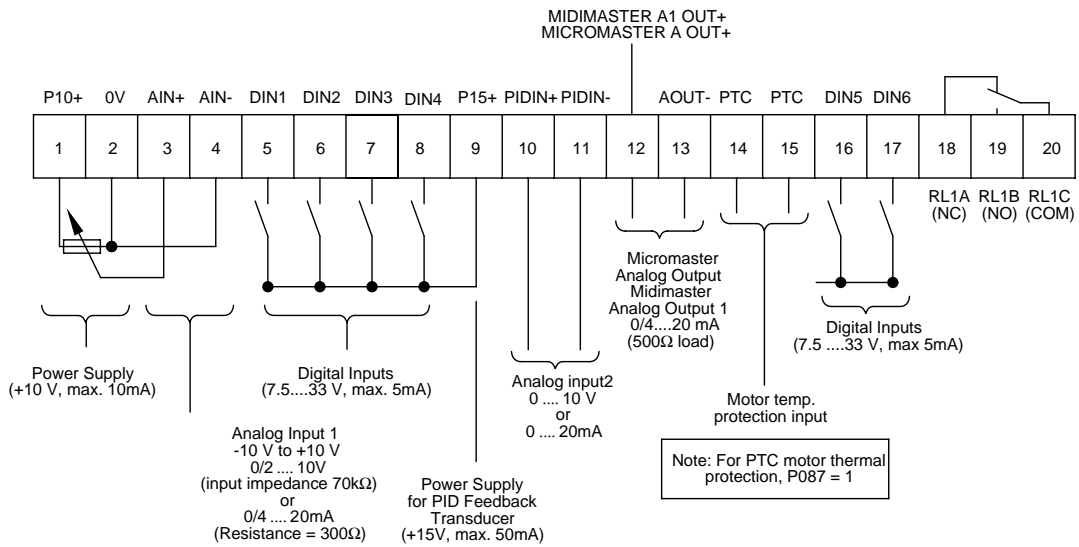 MIDIMASTER A1 OUT+
MICROMASTER A OUT+
P10+ 0V AIN+ AIN- DIN1 DIN2 DIN3 DIN4 P15+ PIDIN+ PIDIN- AOUT- PTC PTC DIN5 DIN6
1 2 3 4 5 6 7 8 9 10 11 12 13 14 15 16 17 18 19 20
RL1A RL1B RL1C
(NC) (NO) (COM)
Power Supply
(+10 V, max. 10mA)
Analog Input 1
-10 V to +10 V
0/2 .... 10V
(input impedance 70kΩ)
or
0/4 .... 20mA
(Resistance = 300Ω)
Digital Inputs
(7.5....33 V, max. 5mA)
Power Supply
for PID Feedback
Transducer
(+15V, max. 50mA)
Analog input2
0 .... 10 V
or
0 .... 20mA
Micromaster
Analog Output
Midimaster
Analog Output 1
0/4....20 mA
(500Ω load)
Motor temp.
protection input
Note: For PTC motor thermal
protection, P087 = 1
Digital Inputs
(7.5 ....33 V, max 5mA)